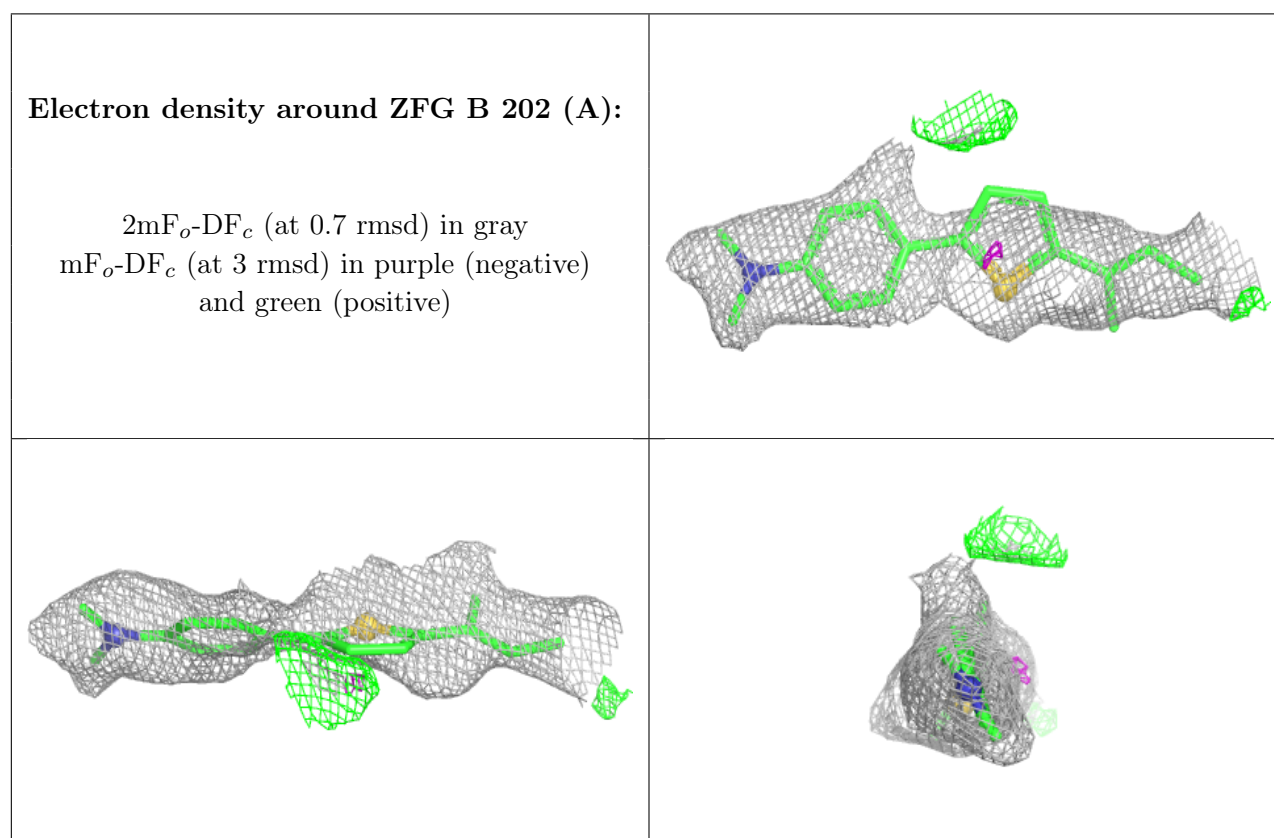 Electron density around ZFG B 202 (A):
2mFo-DFc (at 0.7 rmsd) in gray
mFo-DFc (at 3 rmsd) in purple (negative)
and green (positive)